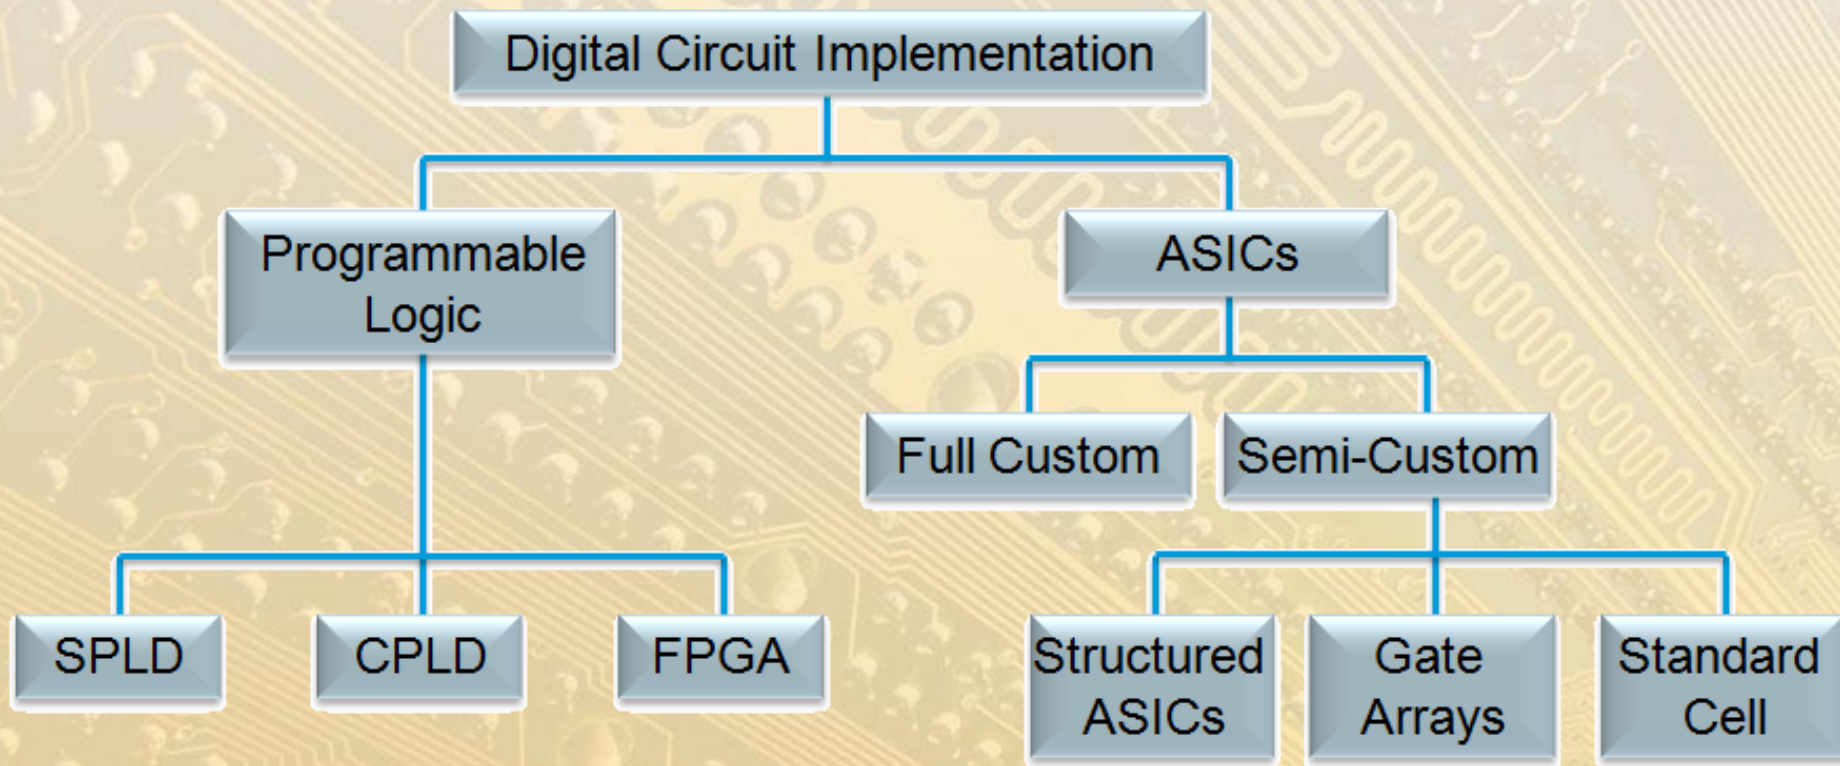 Digital Circuit Implementation
Programmable
Logic
ASICs
Full Custom
Semi-Custom
SPLD
CPLD
FPGA
Structured
ASICs
Gate
Arrays
Standard
Cell